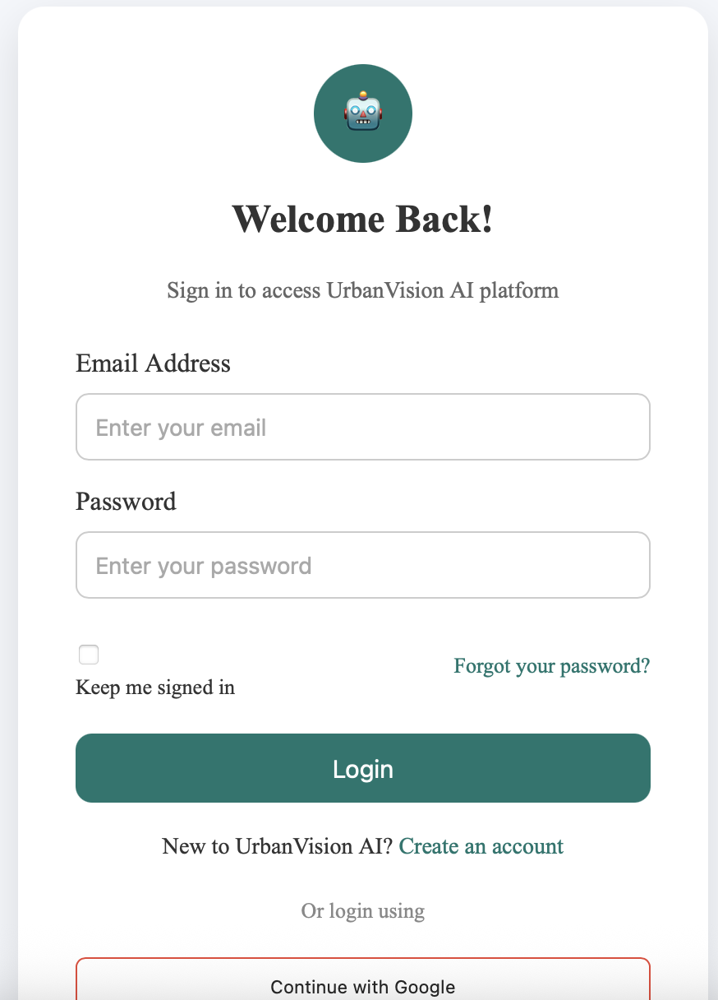 Welcome Back!
Sign in to access UrbanVision AI platform
Email Address
Enter your email
Password
Enter your password
Forgot your password?
Keep me signed in
Login
New to UrbanVision AI? Create an account
Or login using
Continue with Google